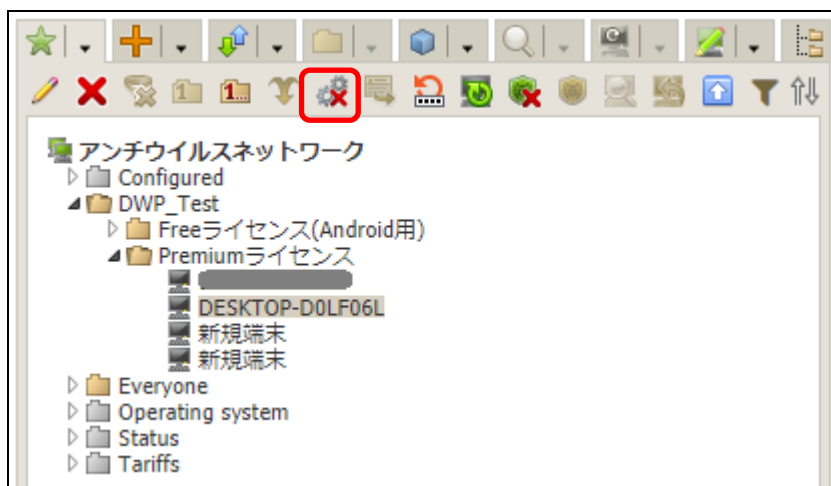 1
1...
アンチウイルスネットワーク
Configured
DWP_Test
Freeライセンス(Android用)
Premiumライセンス
DESKTOP-D0LF06L
新規端末
新規端末
Everyone
Operating system
Status
Tariffs